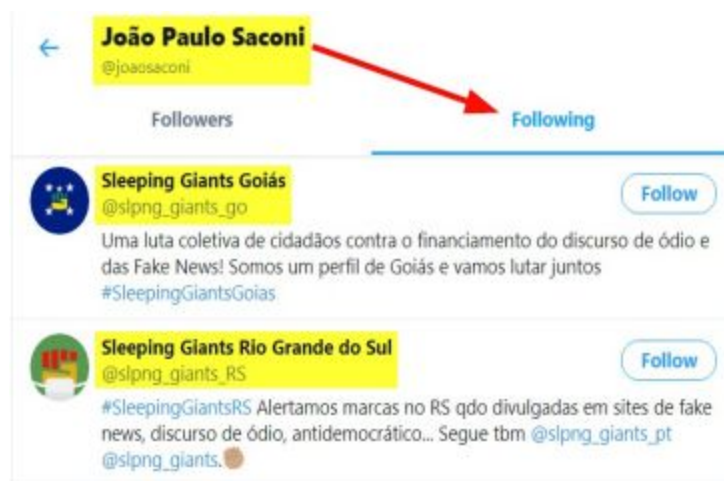 João Paulo Saconi
@joaosaconi
Followers Following
Sleeping Giants Goiás
@slpng_giants_go
Follow
Uma luta coletiva de cidadãos contra o financiamento do discurso de ódio e
das Fake News! Somos um perfil de Goiás e vamos lutar juntos
#SleepingGiantsGoias
Sleeping Giants Rio Grande do Sul
@slpng_giants_RS
Follow
#SleepingGiantsRS Alertamos marcas no RS qdo divulgadas em sites de fake
news, discurso de ódio, antidemocrático... Segue tbm @slpng_giants_pt
@slpng_giants.✊🏽